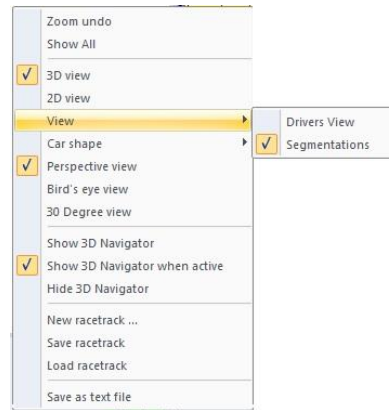 Zoom undo
Show All
3D view
2D view
View
Drivers View
Segmentations
Car shape
Perspective view
Bird's eye view
30 Degree view
Show 3D Navigator
Show 3D Navigator when active
Hide 3D Navigator
New racetrack ...
Save racetrack
Load racetrack
Save as text file